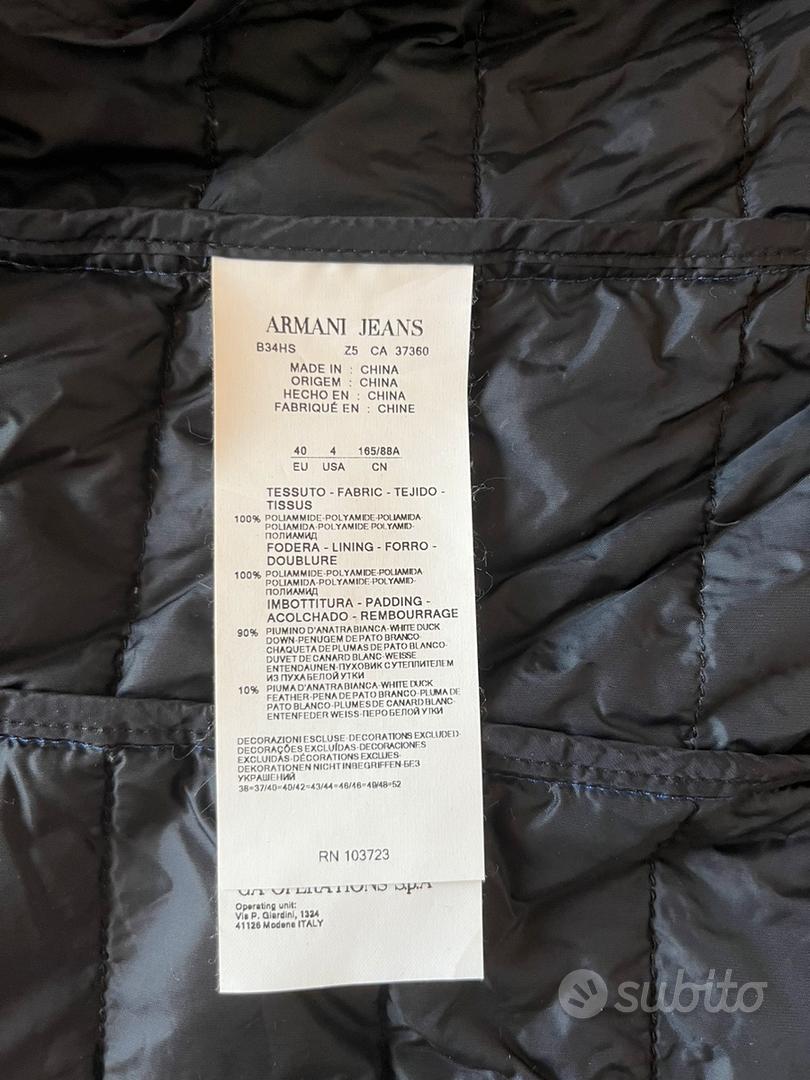 ARMANI JEANS
B34HS Z5 CA 37360
MADE IN : CHINA
ORIGEM : CHINA
HECHO EN : CHINA
FABRIQUÉ EN : CHINE
40 4 165/88A
EU USA CN
TESSUTO - FABRIC - TEJIDO -
TISSUS
100% POLIAMMIDE-POLYAMIDE-POLIAMIDA
POLIAMIDA-POLYAMIDE POLYAMID-
ПОЛИАМИД
FODERA - LINING - FORRO -
DOUBLURE
100% POLIAMMIDE-POLYAMIDE-POLIAMIDA
POLIAMIDA-POLYAMIDE-POLYAMID-
ПОЛИАМИД
IMBOTTITURA - PADDING -
ACOLCHADO - REMBOURRAGE
90% PIUMINO D'ANATRA BIANCA-WHITE DUCK
DOWN-PENUGEM DE PATO BRANCO-
CHAQUETA DE PLUMAS DE PATO BLANCO-
DUVET DE CANARD BLANC-WEISSE
ENTENDAUNEN-ПУХОВИК С УТЕПЛИТЕЛЕМ
ИЗ ПУХА БЕЛОЙ УТКИ
10% PIUMA D'ANATRA BIANCA-WHITE DUCK
FEATHER-PENA DE PATO BRANCO-PLUMA DE
PATO BLANCO-PLUMES DE CANARD BLANC-
ENTENFEDER WEISS-ПЕРО БЕЛОЙ УТКИ
DECORAZIONI ESCLUSE-DECORATIONS EXCLUDED-
DECORAÇÕES EXCLUÍDAS-DECORACIONES
EXCLUIDAS-DÉCORATIONS EXCLUES-
DEKORATIONEN NICHT INBEGRIFFEN-БЕЗ
УКРАШЕНИЙ
38=37/40=40/42=43/44=46/46=49/48=52
RN 103723
GA OPERATIONS S.p.A
Operating unit:
Via P. Giardini, 1324
41126 Modena ITALY
subito